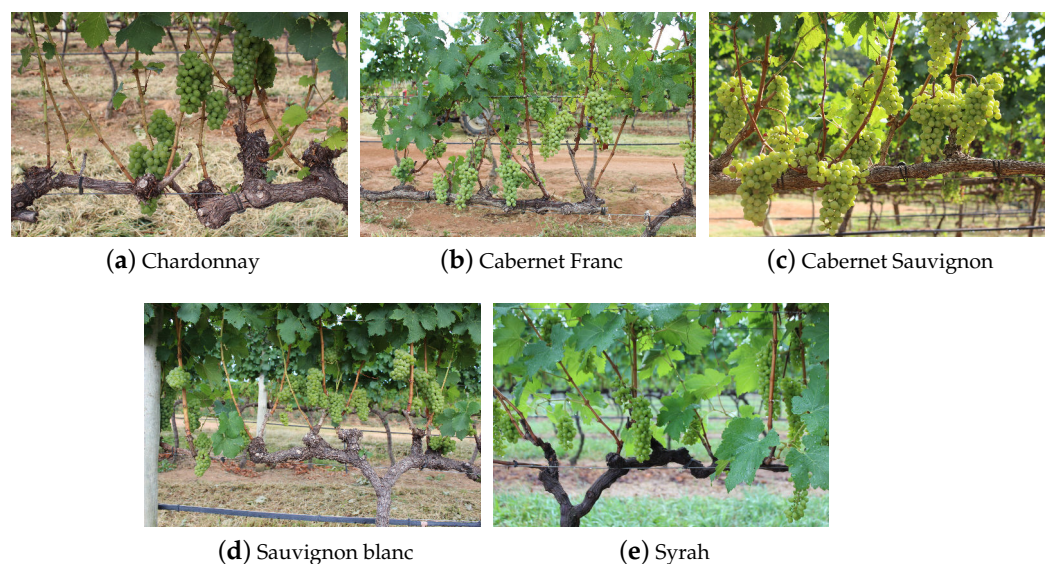 (a) Chardonnay
(b) Cabernet Franc
(c) Cabernet Sauvignon
(d) Sauvignon blanc
(e) Syrah